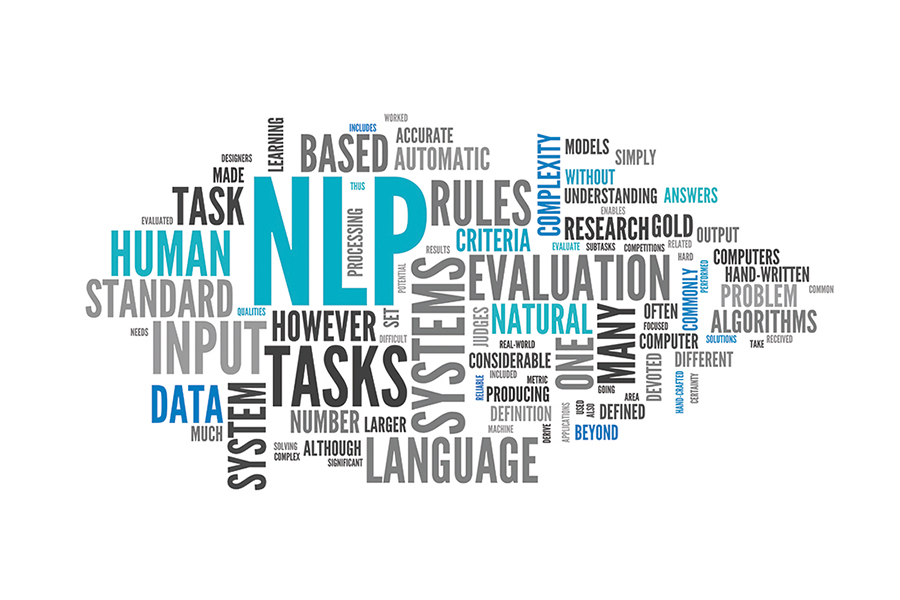 WORKED
INCLUDES
LEARNING
BASED
ACCURATE
AUTOMATIC
COMPLEXITY
MODELS
SIMPLY
DESIGNERS
MADE
TASK
NLP
THUS
PROCESSING
RULES
WITHOUT
UNDERSTANDING
ANSWERS
ENABLES
EVALUATED
HUMAN
CRITERIA
RESULTS
RESEARCH
GOLD
OUTPUT
EVALUATE
SUBTASKS
COMPETITIONS
RELATED
HARD
COMPUTERS
STANDARD
POTENTIAL
SYSTEMS
EVALUATION
COMMONLY
PERFORMED
HAND-WRITTEN
PROBLEM
COMMON
QUALITIES
NEEDS
INPUT
HOWEVER
SET
DIFFICULT
JUDGES
NATURAL
ONE
MANY
OFTEN
FOCUSED
COMPUTER
ALGORITHMS
SOLUTIONS
TAKE
RECEIVED
TASKS
REAL-WORLD
CONSIDERABLE
INCLUDED
DEVOTED
DIFFERENT
DATA
SYSTEM
RELIABLE
METRIC
PRODUCING
GOING
AREA
HAND-CRAFTED
CERTAINTY
MUCH
NUMBER
LARGER
DEFINITION
MACHINE
DERIVE
APPLICATIONS
USED
ALSO
DEFINED
BEYOND
SOLVING
COMPLEX
ALTHOUGH
SIGNIFICANT
LANGUAGE